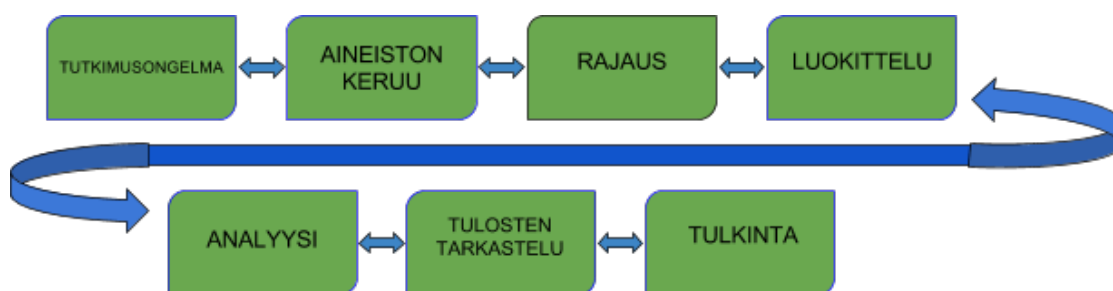 TUTKIMUSONGELMA
AINEISTON
KERUU
RAJAUS
LUOKITTELU
ANALYYSI
TULOSTEN
TARKASTELU
TULKINTA